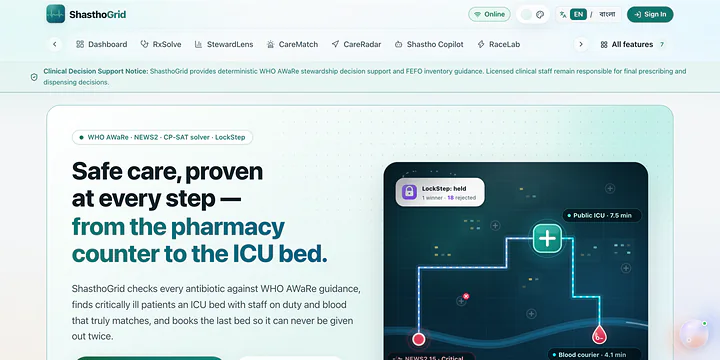 ShasthoGrid
Online
EN / বাংলা
Sign In
Dashboard
RxSolve
StewardLens
CareMatch
CareRadar
Shastho Copilot
RaceLab
All features 7
Clinical Decision Support Notice: ShasthoGrid provides deterministic WHO AWaRe stewardship decision support and FEFO inventory guidance. Licensed clinical staff remain responsible for final prescribing and
dispensing decisions.
WHO AWaRe · NEWS2 · CP-SAT solver · LockStep
Safe care, proven
at every step —
from the pharmacy
counter to the ICU bed.
ShasthoGrid checks every antibiotic against WHO AWaRe guidance,
finds critically ill patients an ICU bed with staff on duty and blood
that truly matches, and books the last bed so it can never be given
out twice.
LockStep: held
1 winner · 18 rejected
Public ICU · 7.5 min
Blood courier · 4.1 min
NEWS2 15 · Critical